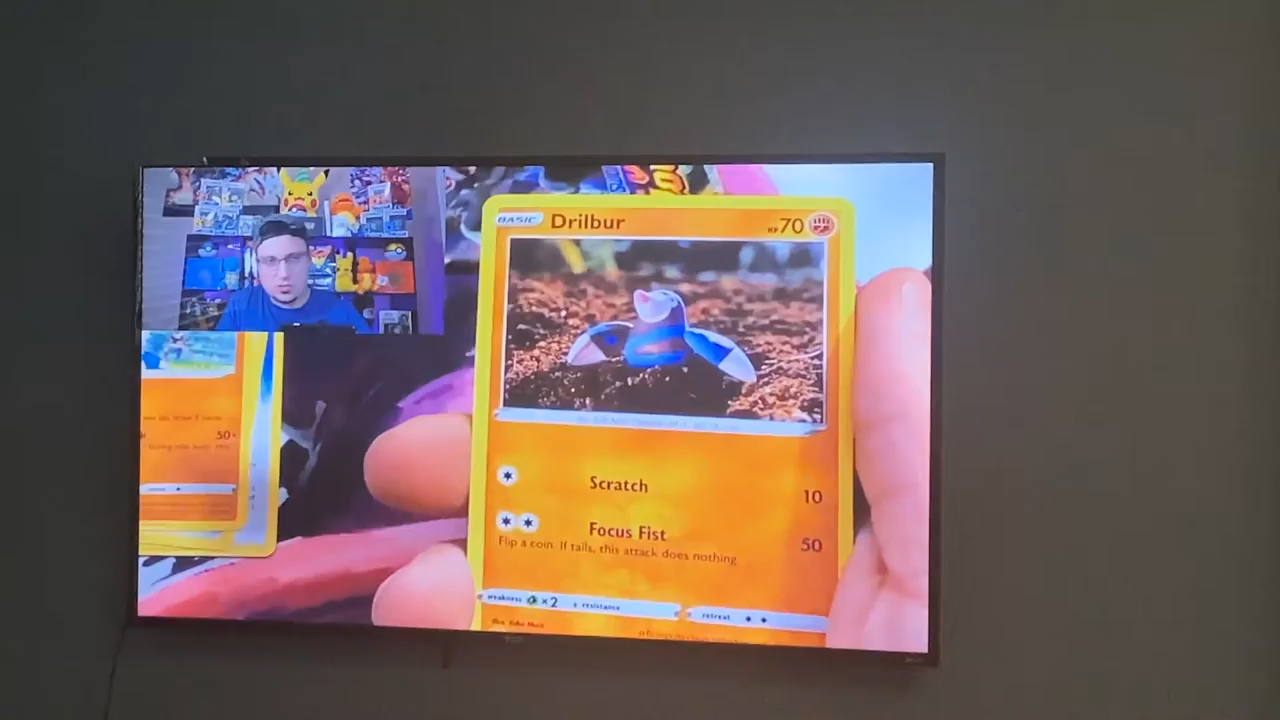 BASIC Drilbur HP 70
50+
Scratch 10
Focus Fist 50
Flip a coin. If tails, this attack does nothing.
weakness ×2 resistance retreat